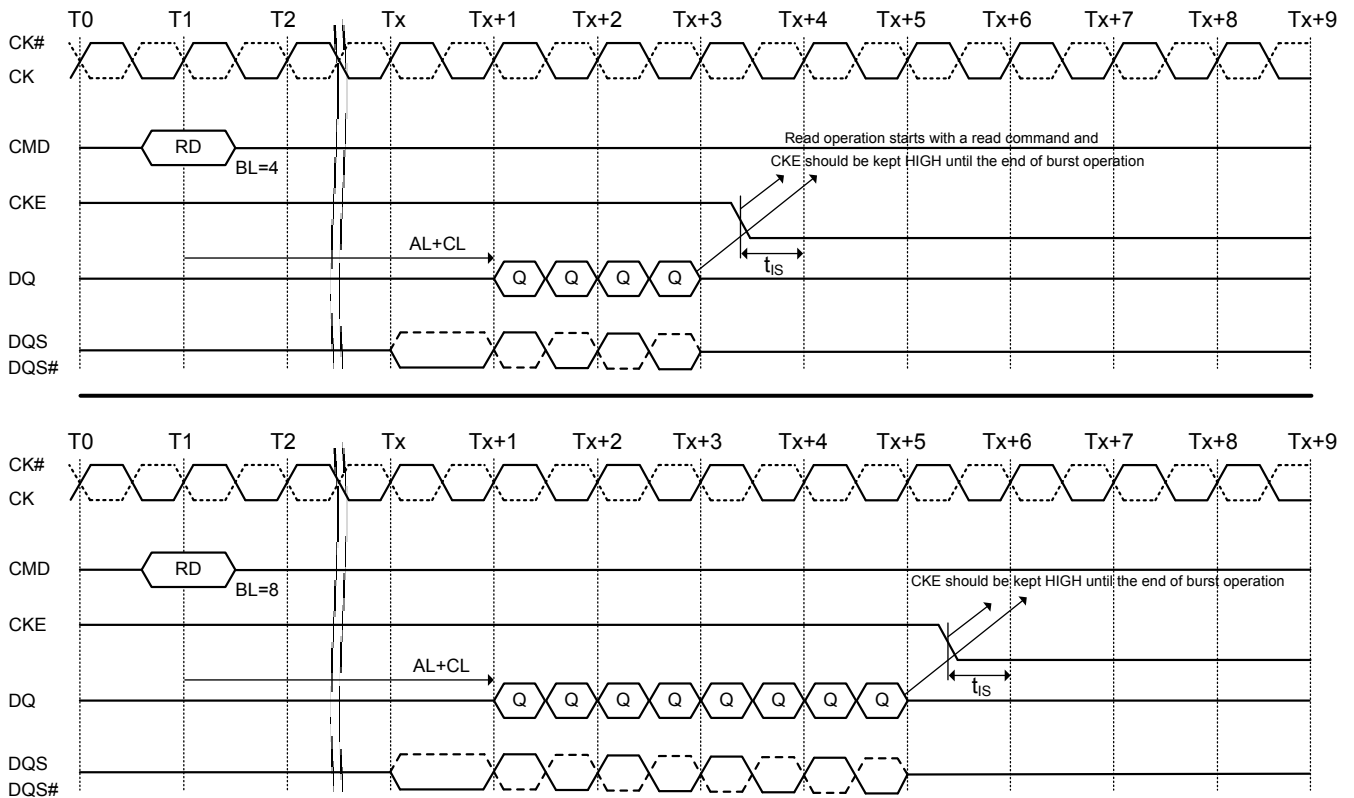 T0 T1 T2 Tx Tx+1 Tx+2 Tx+3 Tx+4 Tx+5 Tx+6 Tx+7 Tx+8 Tx+9
CK#
CK
CMD RD
BL=4
Read operation starts with a read command and
CKE should be kept HIGH until the end of burst operation
CKE
AL+CL
tIS
DQ Q Q Q Q
DQS
DQS#
T0 T1 T2 Tx Tx+1 Tx+2 Tx+3 Tx+4 Tx+5 Tx+6 Tx+7 Tx+8 Tx+9
CK#
CK
CMD RD
BL=8
CKE should be kept HIGH until the end of burst operation
CKE
AL+CL
tIS
DQ Q Q Q Q Q Q Q Q
DQS
DQS#